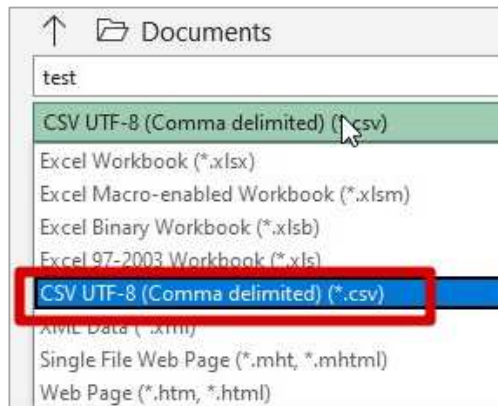 Documents
test
CSV UTF-8 (Comma delimited) (*.csv)
Excel Workbook (*.xlsx)
Excel Macro-enabled Workbook (*.xlsm)
Excel Binary Workbook (*.xlsb)
Excel 97-2003 Workbook (*.xls)
CSV UTF-8 (Comma delimited) (*.csv)
XML Data (*.xml)
Single File Web Page (*.mht, *.mhtml)
Web Page (*.htm, *.html)